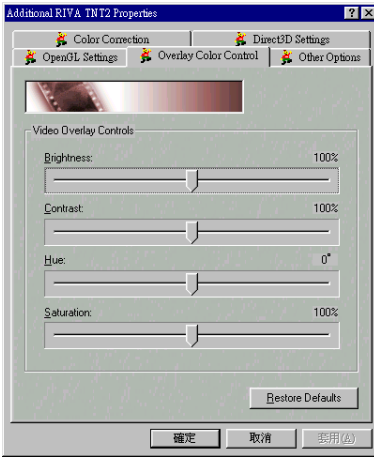 Additional RIVA TNT2 Properties
Color Correction
Direct3D Settings
OpenGL Settings
Overlay Color Control
Other Options
Video Overlay Controls
Brightness: 100%
Contrast: 100%
Hue: 0°
Saturation: 100%
Restore Defaults
確定 取消 套用(A)